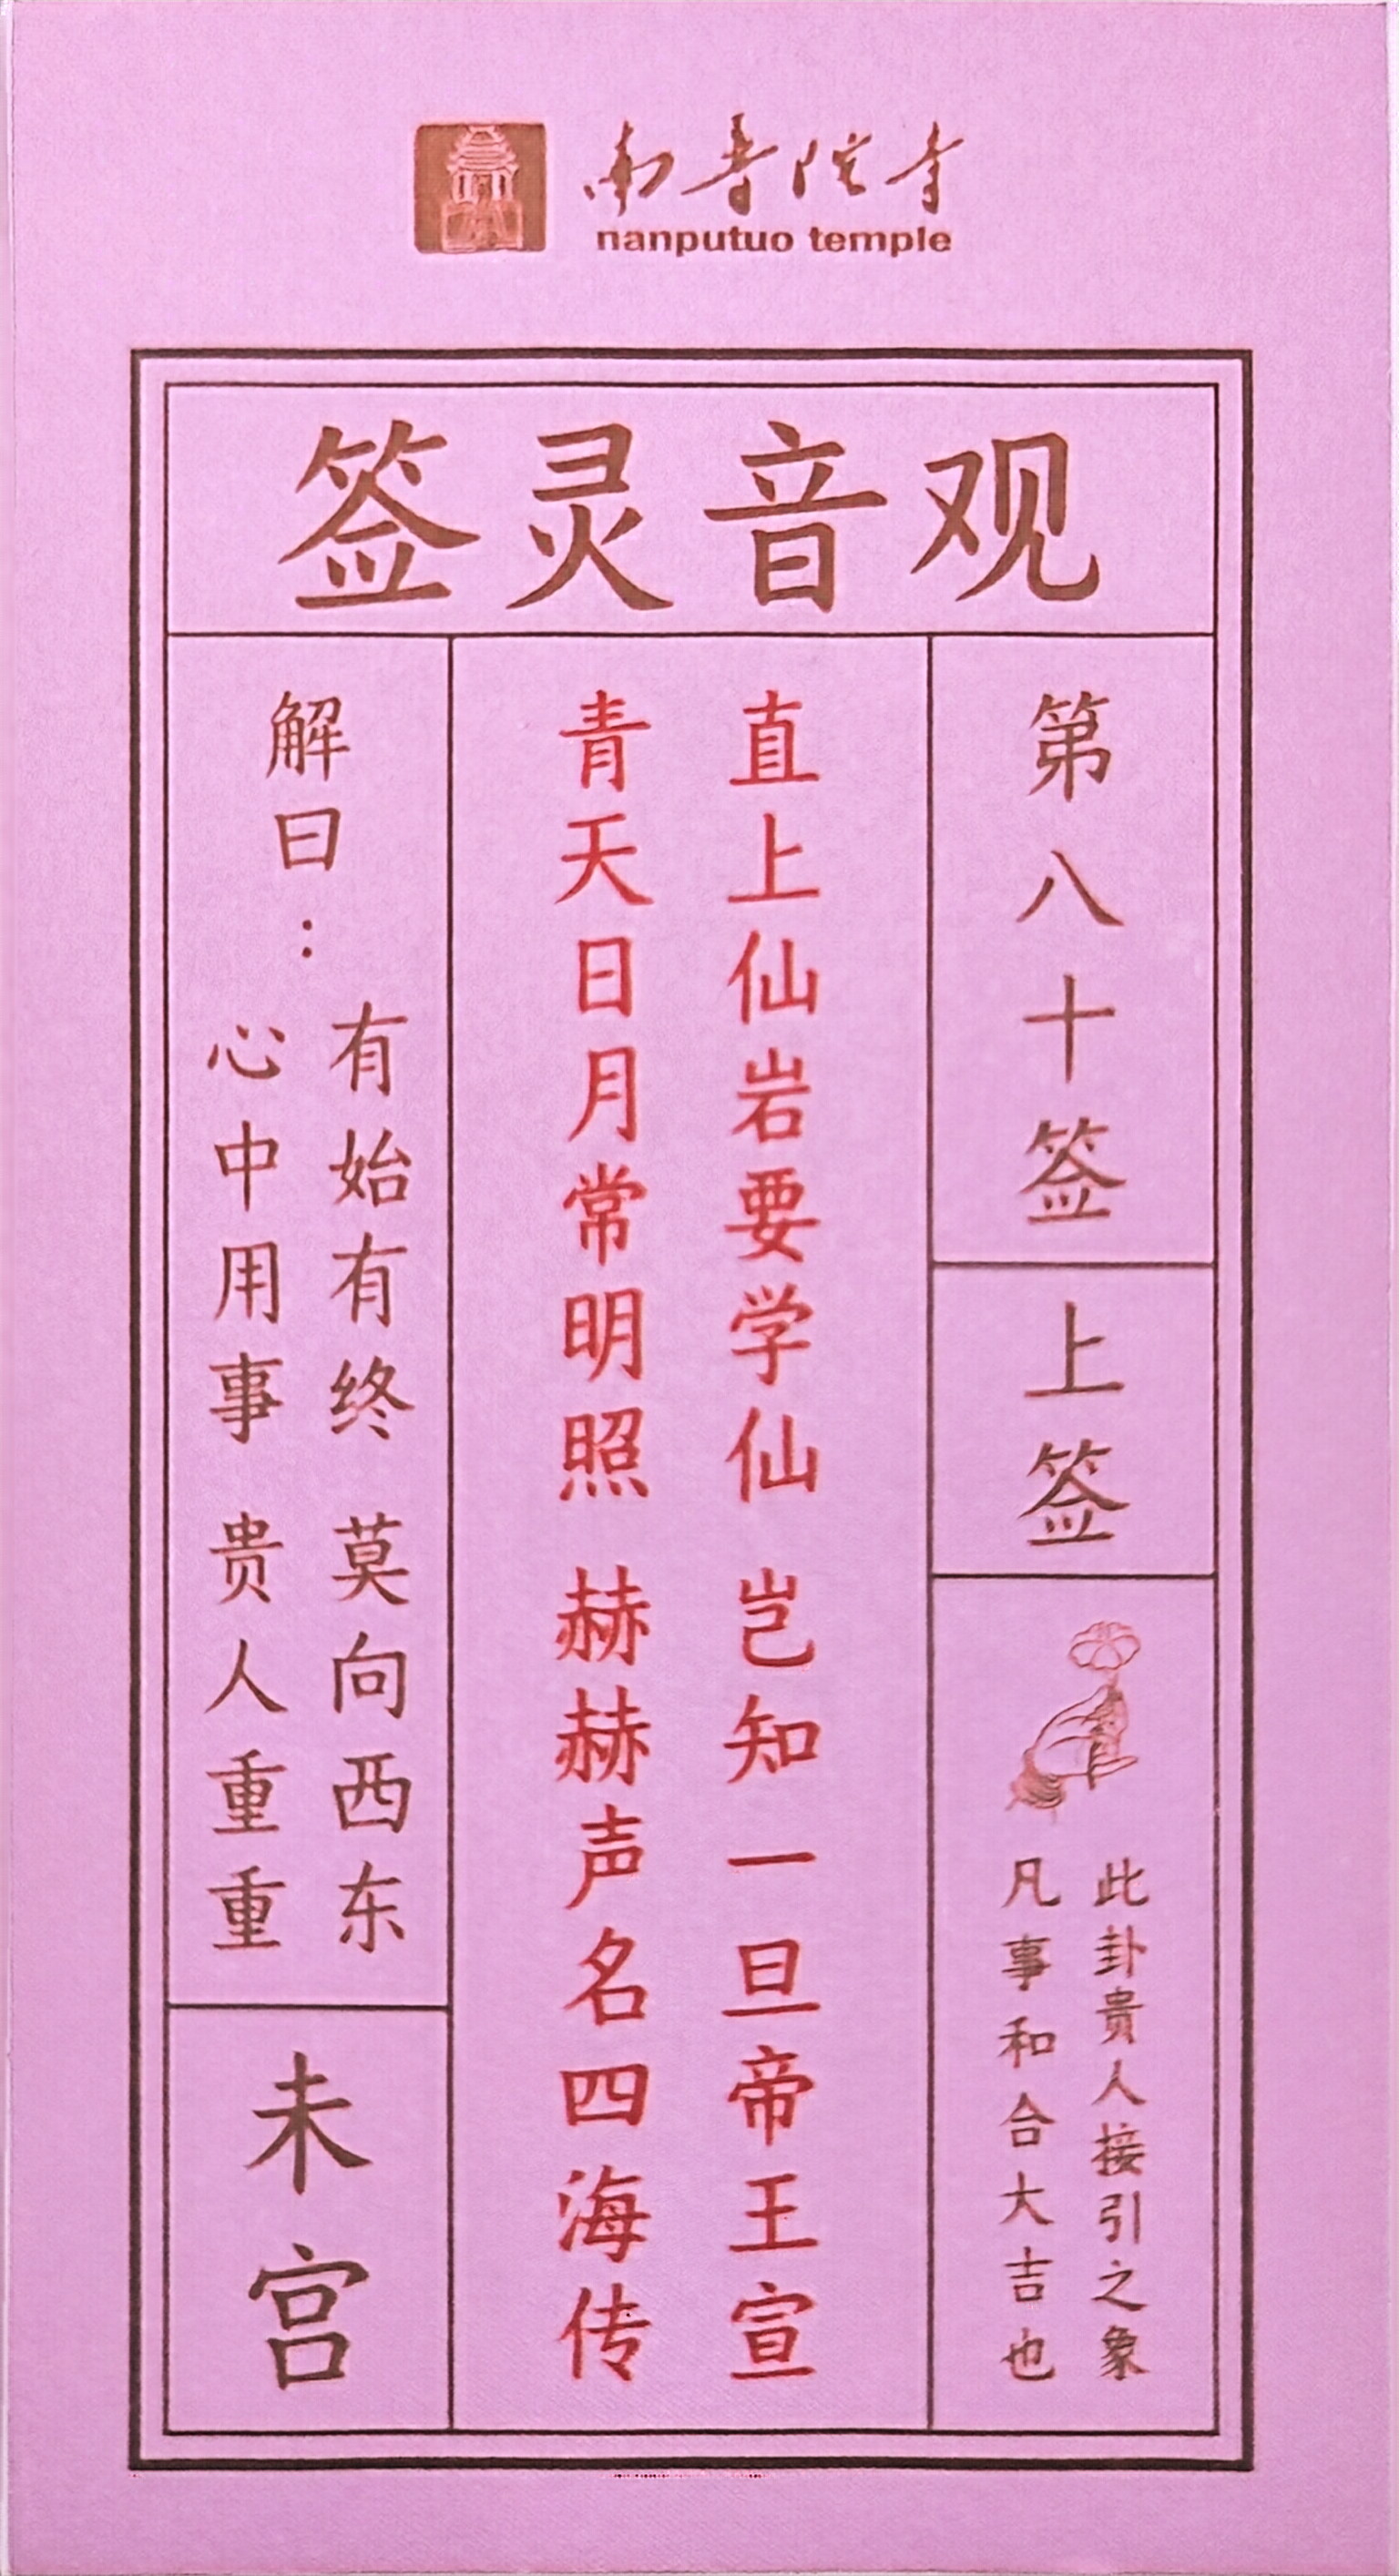 南普陀寺
nanputuo temple
观音灵签
第八十签
上签
此卦贵人接引之象
凡事和合大吉也
直上仙岩要学仙 岂知一旦帝王宣
青天日月常明照 赫赫声名四海传
解曰：
有始有终 莫向西东
心中用事 贵人重重
未宫